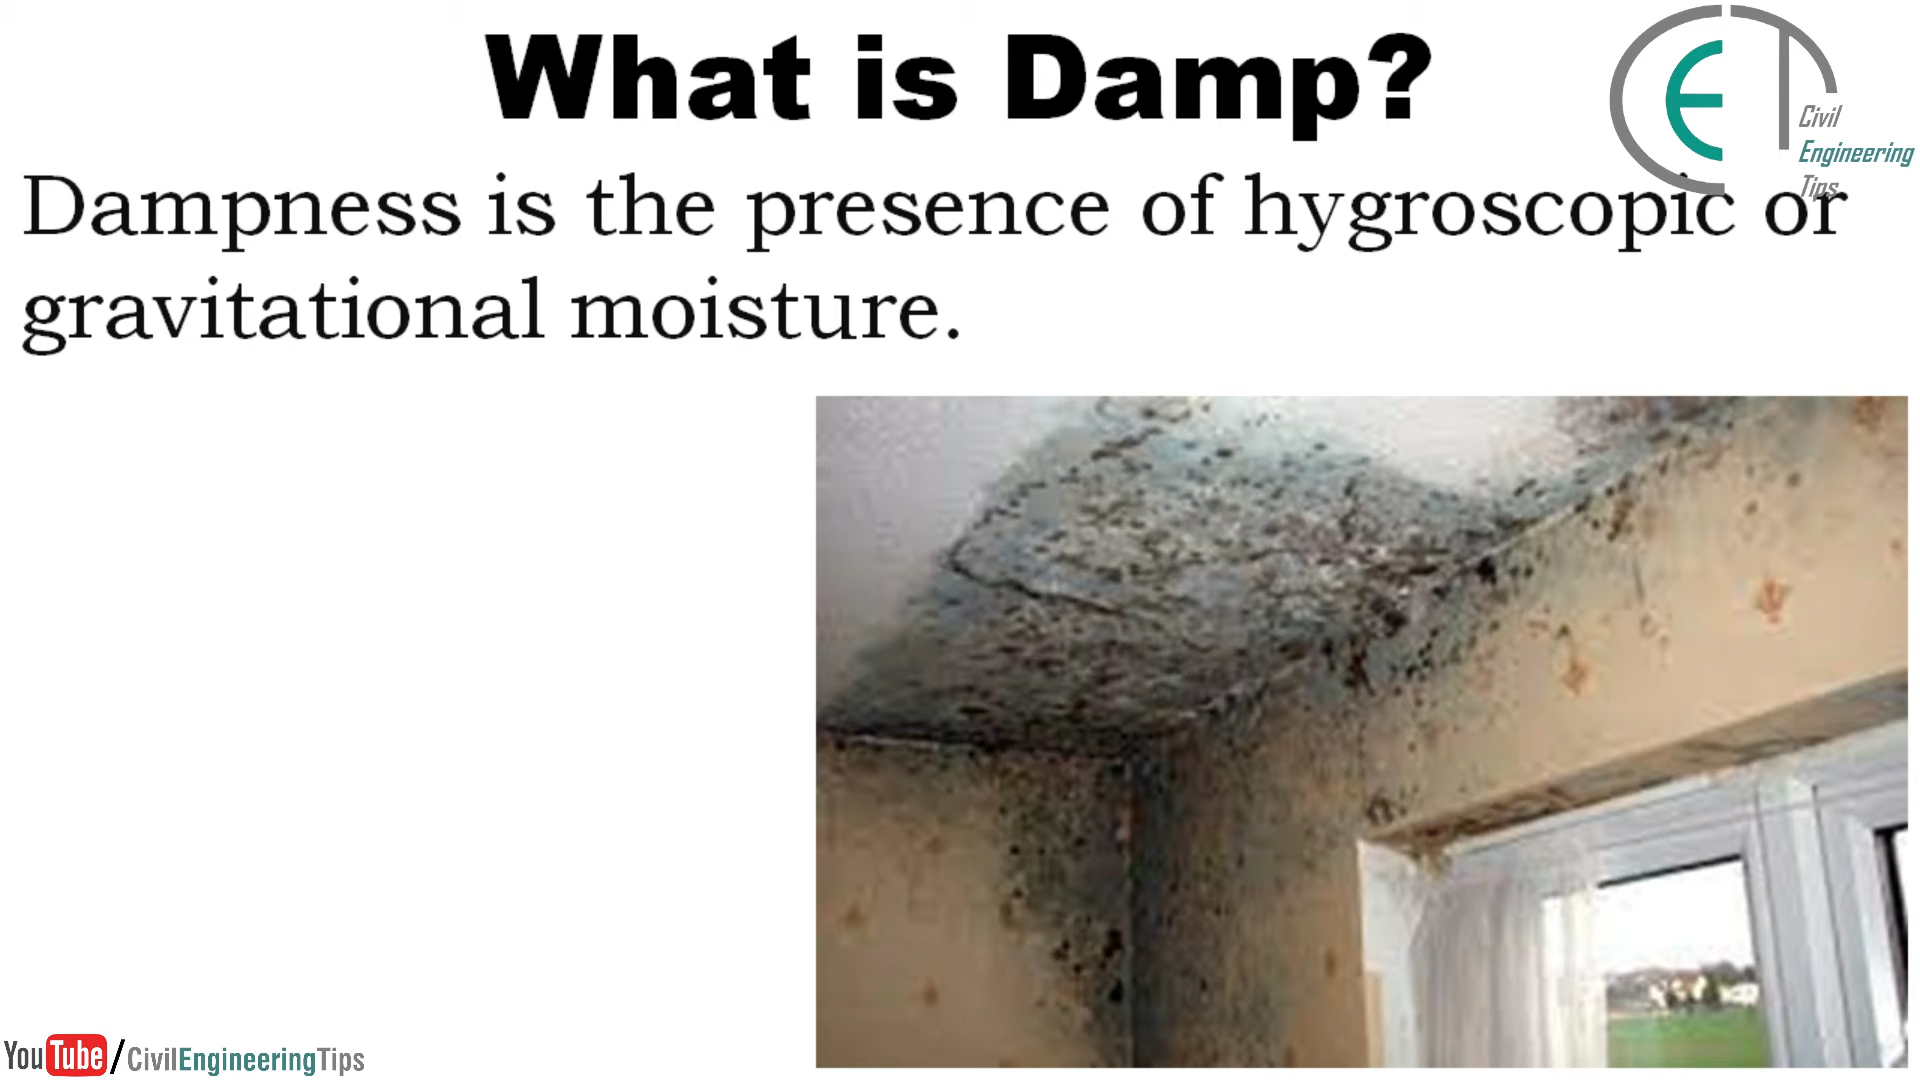 What is Damp?
Civil
Engineering
Tips
Dampness is the presence of hygroscopic or
gravitational moisture.
YouTube/CivilEngineeringTips